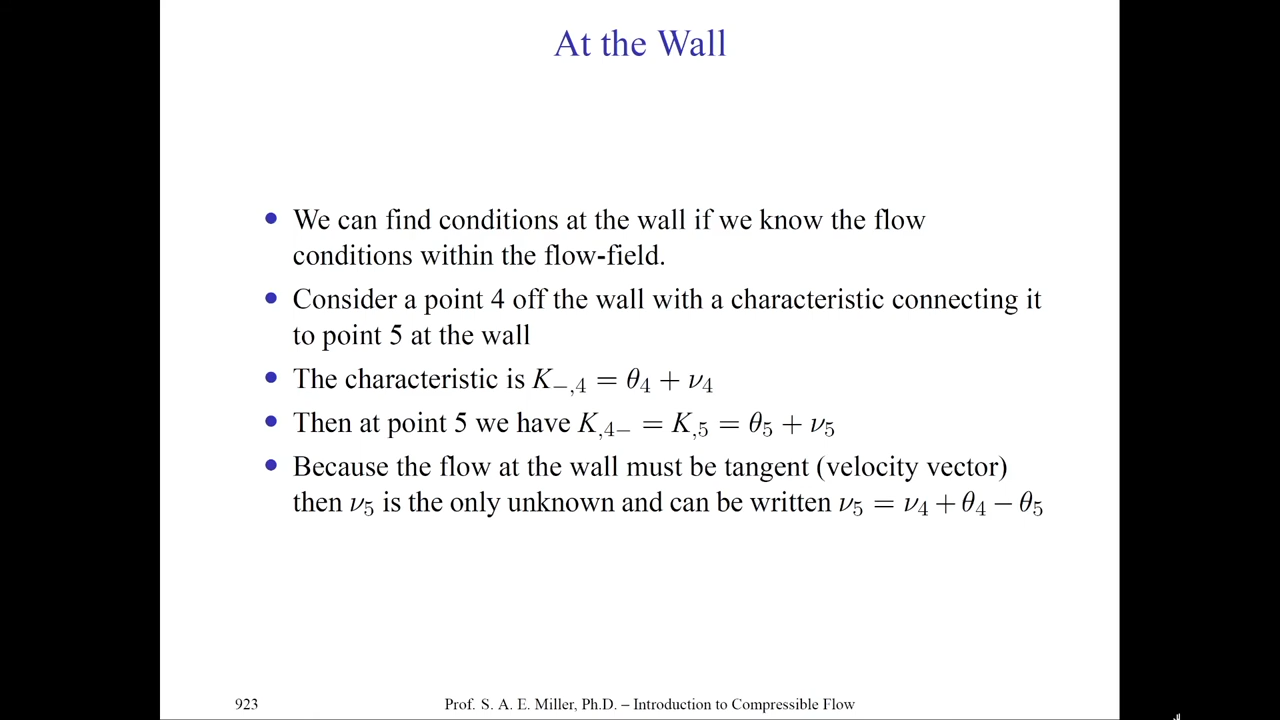 At the Wall
• We can find conditions at the wall if we know the flow
conditions within the flow-field.
• Consider a point 4 off the wall with a characteristic connecting it
to point 5 at the wall
• The characteristic is K₋,₄ = θ₄ + ν₄
• Then at point 5 we have K,₄₋ = K,₅ = θ₅ + ν₅
• Because the flow at the wall must be tangent (velocity vector)
then ν₅ is the only unknown and can be written ν₅ = ν₄ + θ₄ − θ₅
923 Prof. S. A. E. Miller, Ph.D. – Introduction to Compressible Flow